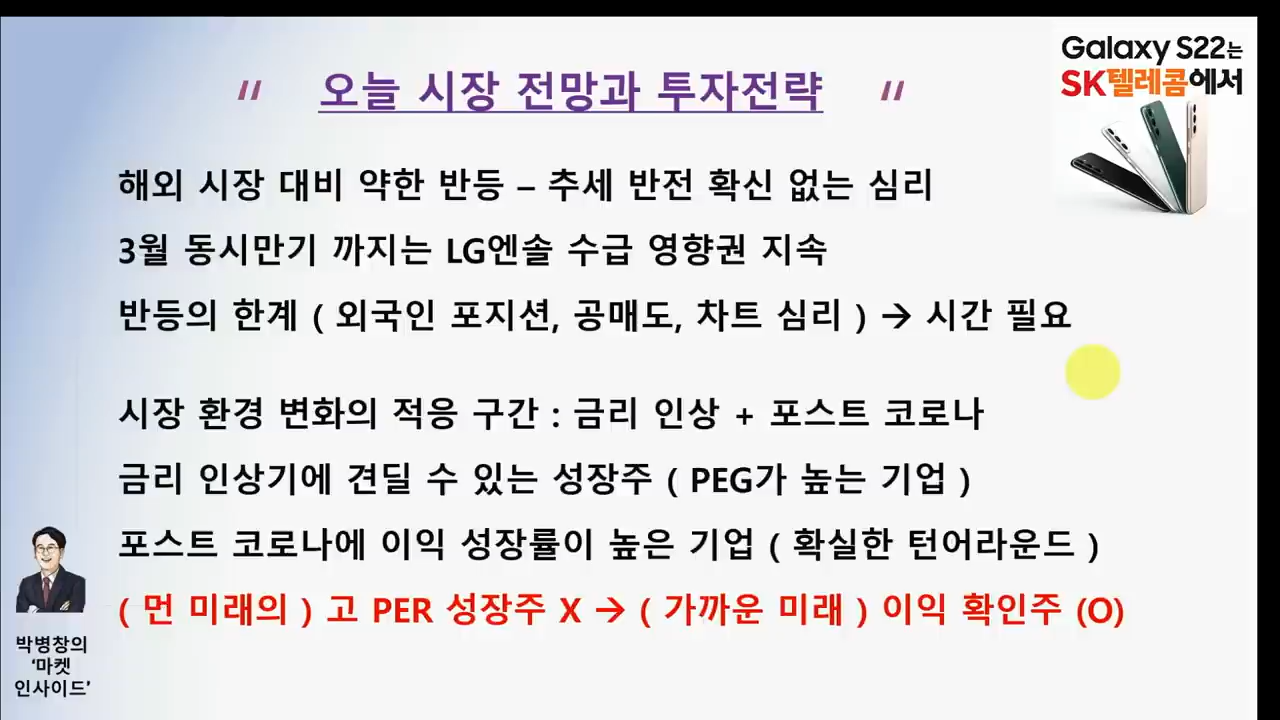 " 오늘 시장 전망과 투자전략 "
Galaxy S22는
SK텔레콤에서
해외 시장 대비 약한 반등 – 추세 반전 확신 없는 심리
3월 동시만기 까지는 LG엔솔 수급 영향권 지속
반등의 한계 ( 외국인 포지션, 공매도, 차트 심리 ) → 시간 필요
시장 환경 변화의 적응 구간 : 금리 인상 + 포스트 코로나
금리 인상기에 견딜 수 있는 성장주 ( PEG가 높는 기업 )
포스트 코로나에 이익 성장률이 높은 기업 ( 확실한 턴어라운드 )
( 먼 미래의 ) 고 PER 성장주 X → ( 가까운 미래 ) 이익 확인주 (O)
박병창의
‘마켓
인사이드’